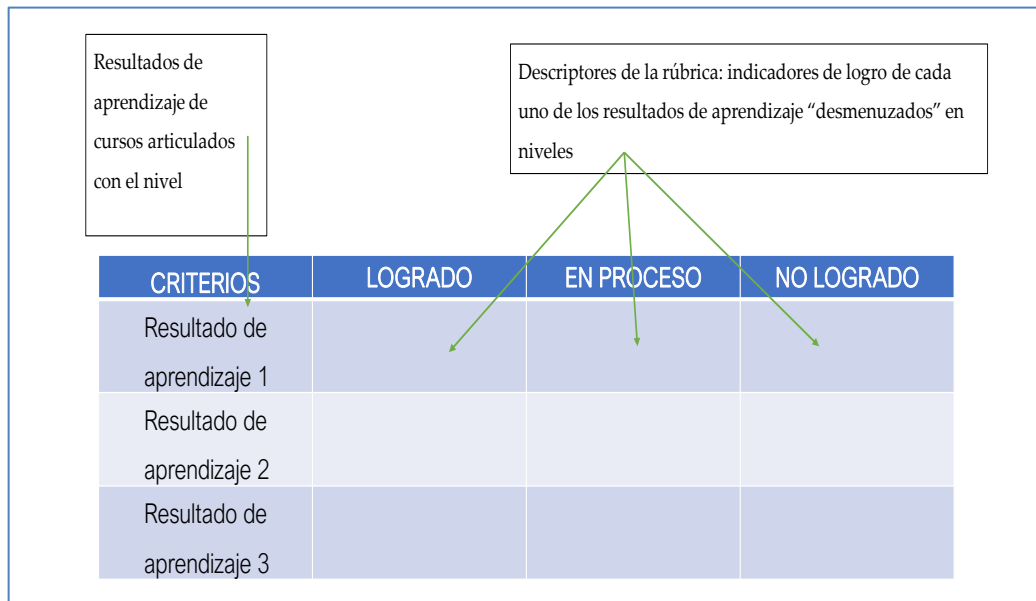 Resultados de
aprendizaje de
cursos articulados
con el nivel
Descriptores de la rúbrica: indicadores de logro de cada
uno de los resultados de aprendizaje “desmenuzados” en
niveles
CRITERIOS LOGRADO EN PROCESO NO LOGRADO
Resultado de
aprendizaje 1
Resultado de
aprendizaje 2
Resultado de
aprendizaje 3